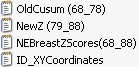 OldCusum (68_78)
NewZ (79_88)
NEBreastZScores(68_88)
ID_XYCoordinates